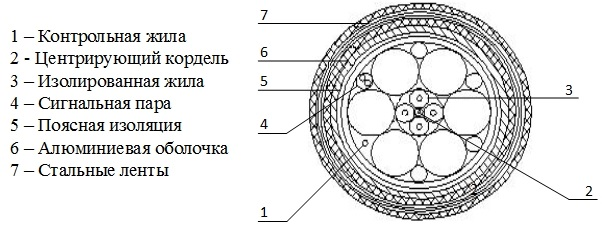 1 – Контрольная жила
2 - Центрирующий кордель
3 – Изолированная жила
4 – Сигнальная пара
5 – Поясная изоляция
6 – Алюминиевая оболочка
7 – Стальные ленты
7
6
5
4
1
3
2